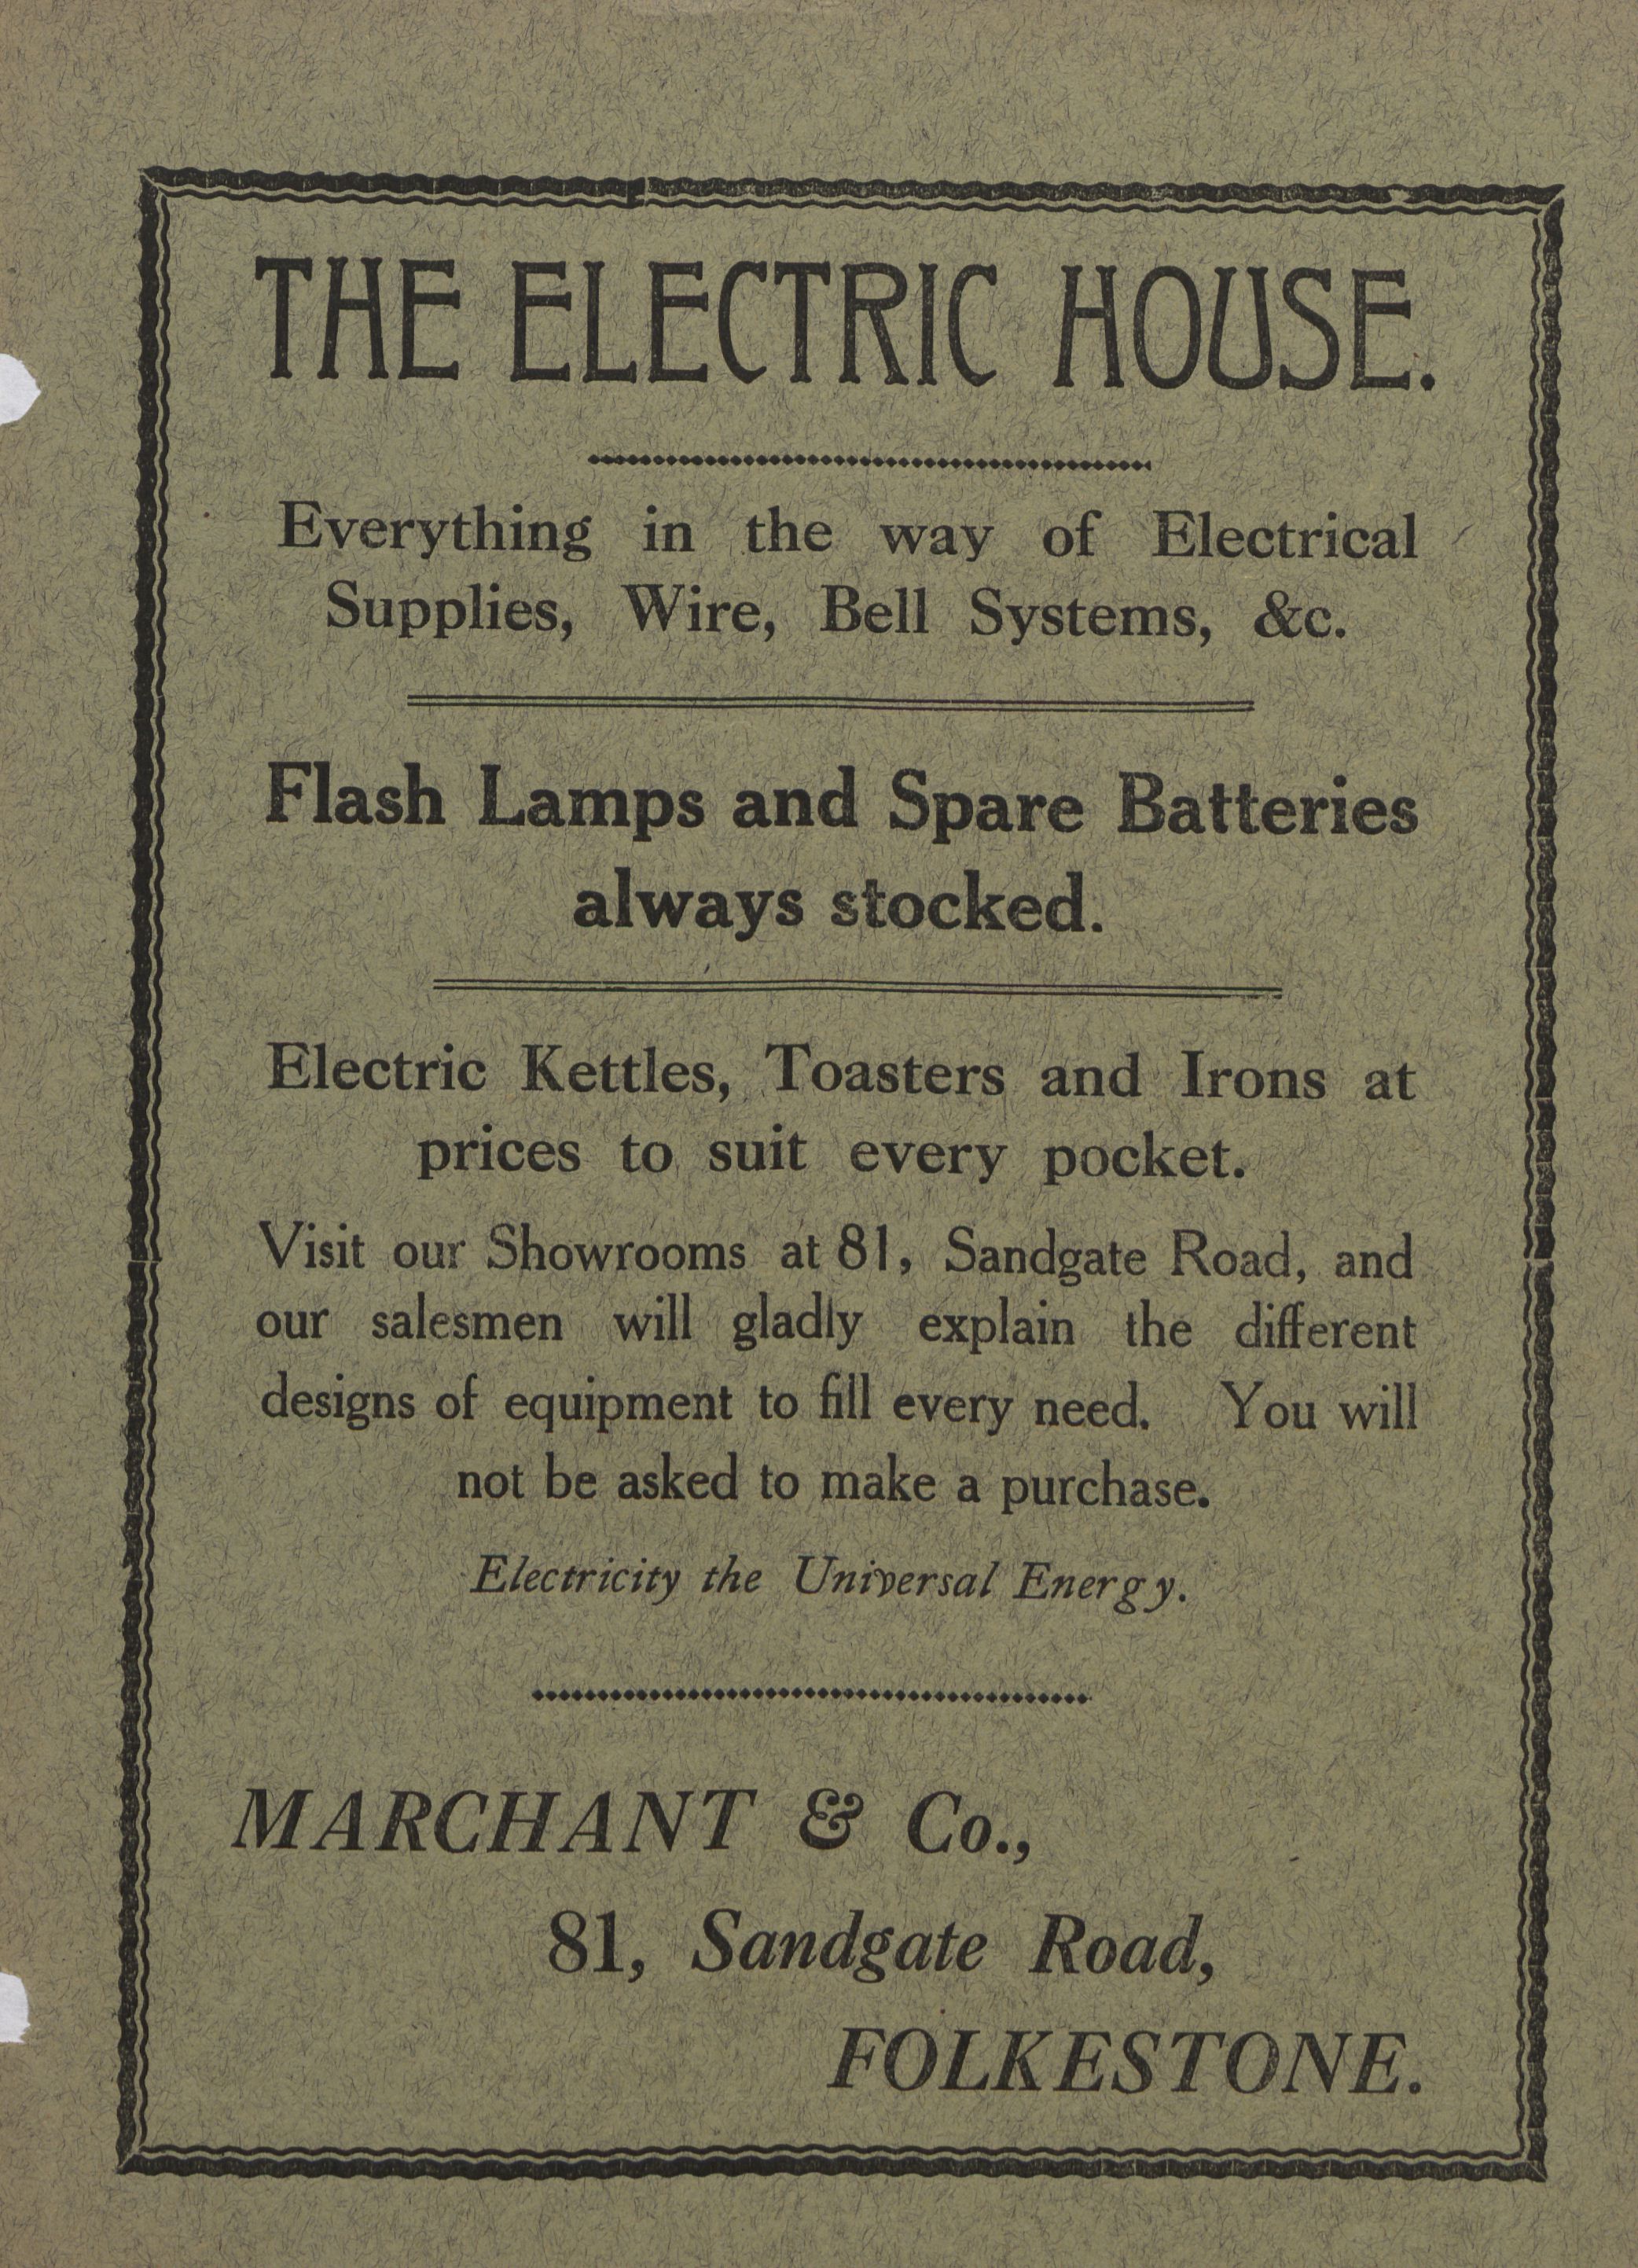 THE ELECTRIC HOUSE.
Everything in the way of Electrical
Supplies, Wire, Bell Systems, &c.
Flash Lamps and Spare Batteries
always stocked.
Electric Kettles, Toasters and Irons at
prices to suit every pocket.
Visit our Showrooms at 81, Sandgate Road, and
our salesmen will gladly explain the different
designs of equipment to fill every need. You will
not be asked to make a purchase.
Electricity the Universal Energy.
MARCHANT & Co.,
81, Sandgate Road,
FOLKESTONE.